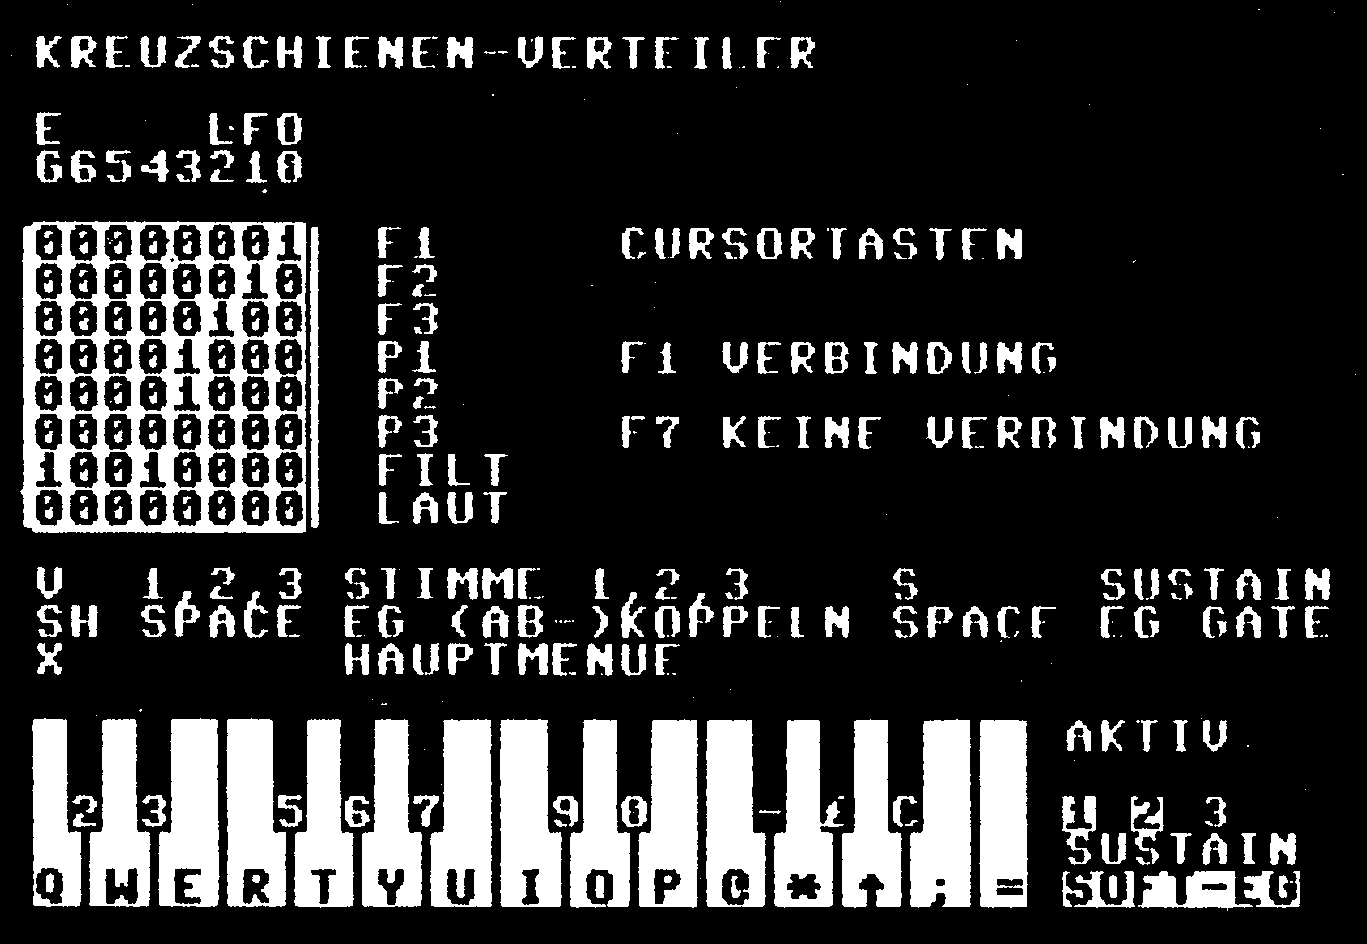 KREUZSCHIENEN-VERTEILER
E    LFO
G6543210
00000001 F1 CURSORTASTEN
00000010 F2
00000100 F3
00001000 P1 F1 VERBINDUNG
00001000 P2
00000000 P3 F7 KEINE VERBINDUNG
10010000 FILT
00000000 LAUT
V 1,2,3 STIMME 1,2,3 S SUSTAIN
SH SPACE EG (AB-)KOPPELN SPACE EG GATE
X HAUPTMENUE
AKTIV
2 3 5 6 7 9 0 - £ C 1 2 3
SUSTAIN
Q W E R T Y U I O P @ * ↑ ; = SOFT-EG